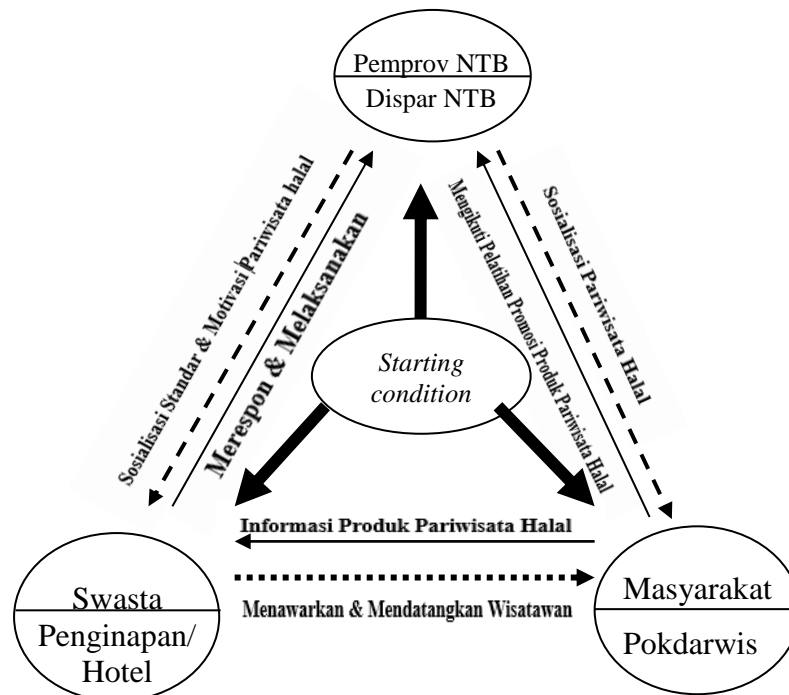 Pemprov NTB
Dispar NTB
Sosialisasi Standar & Motivasi Pariwisata halal
Merespon & Melaksanakan
Mengikuti Pelatihan Promosi Produk Pariwisata Halal
Sosialisasi Pariwisata Halal
Starting
condition
Informasi Produk Pariwisata Halal
Menawarkan & Mendatangkan Wisatawan
Swasta
Penginapan/
Hotel
Masyarakat
Pokdarwis